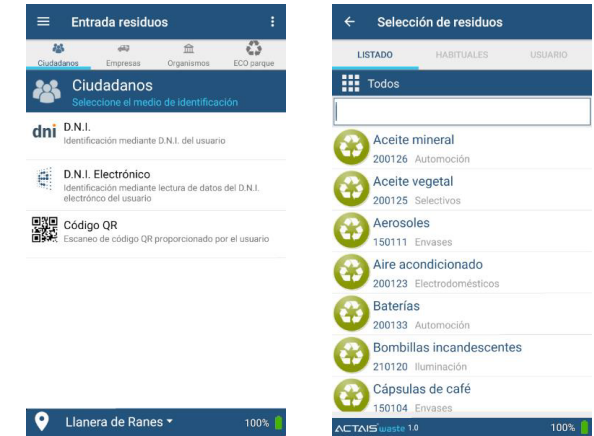 Entrada residuos
Ciudadanos Empresas Organismos ECO parque
Ciudadanos
Seleccione el medio de identificación
dni D.N.I.
Identificación mediante D.N.I. del usuario
D.N.I. Electrónico
Identificación mediante lectura de datos del D.N.I.
electrónco del usuario
Código QR
Escaneo de código QR proporcionado por el usuario
Llanera de Ranes 100%
Selección de residuos
LISTADO HABITUALES USUARIO
Todos
Aceite mineral
200126 Automoción
Aceite vegetal
200125 Selectivos
Aerosoles
150111 Envases
Aire acondicionado
200123 Electrodomésticos
Baterías
200133 Automoción
Bombillas incandescentes
210120 Iluminación
Cápsulas de café
150104 Envases
ACTAIS waste 1.0 100%